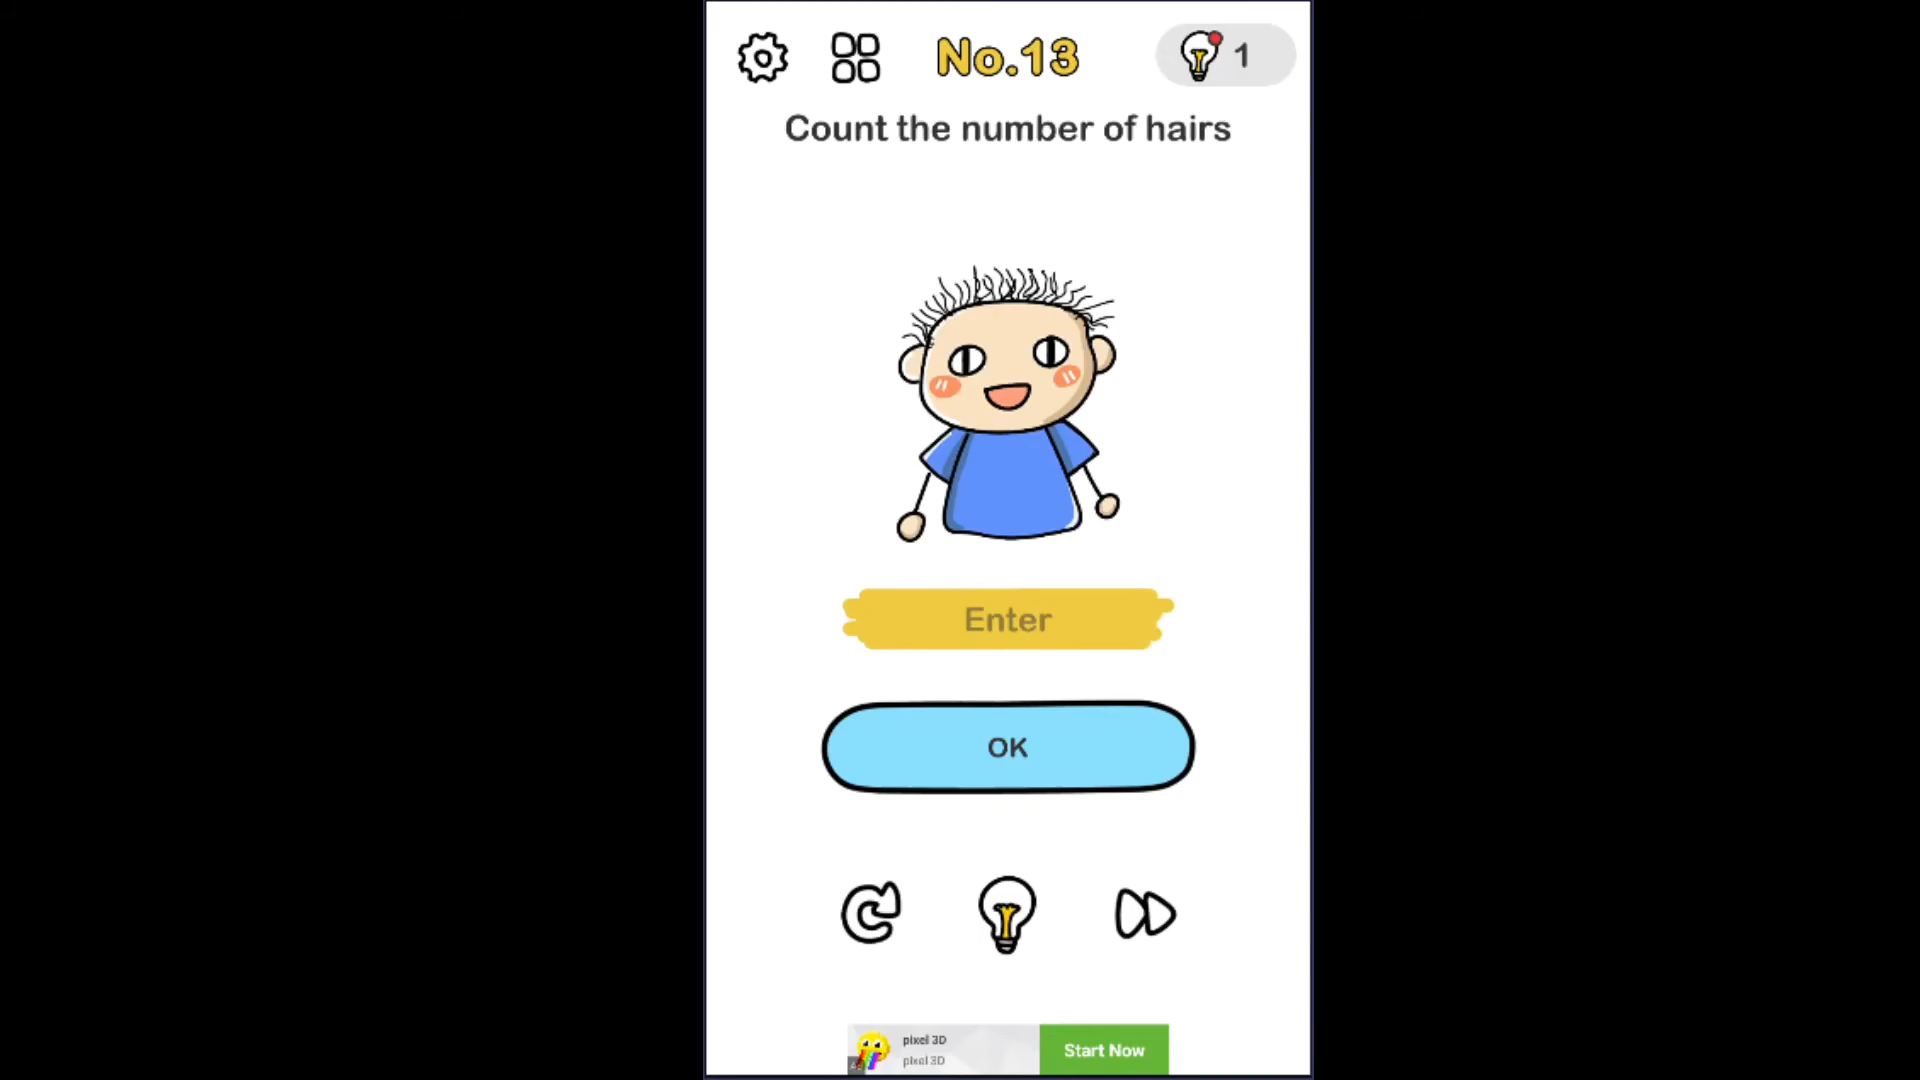 No.13
1
Count the number of hairs
Enter
OK
pixel 3D
pixel 3D
Start Now